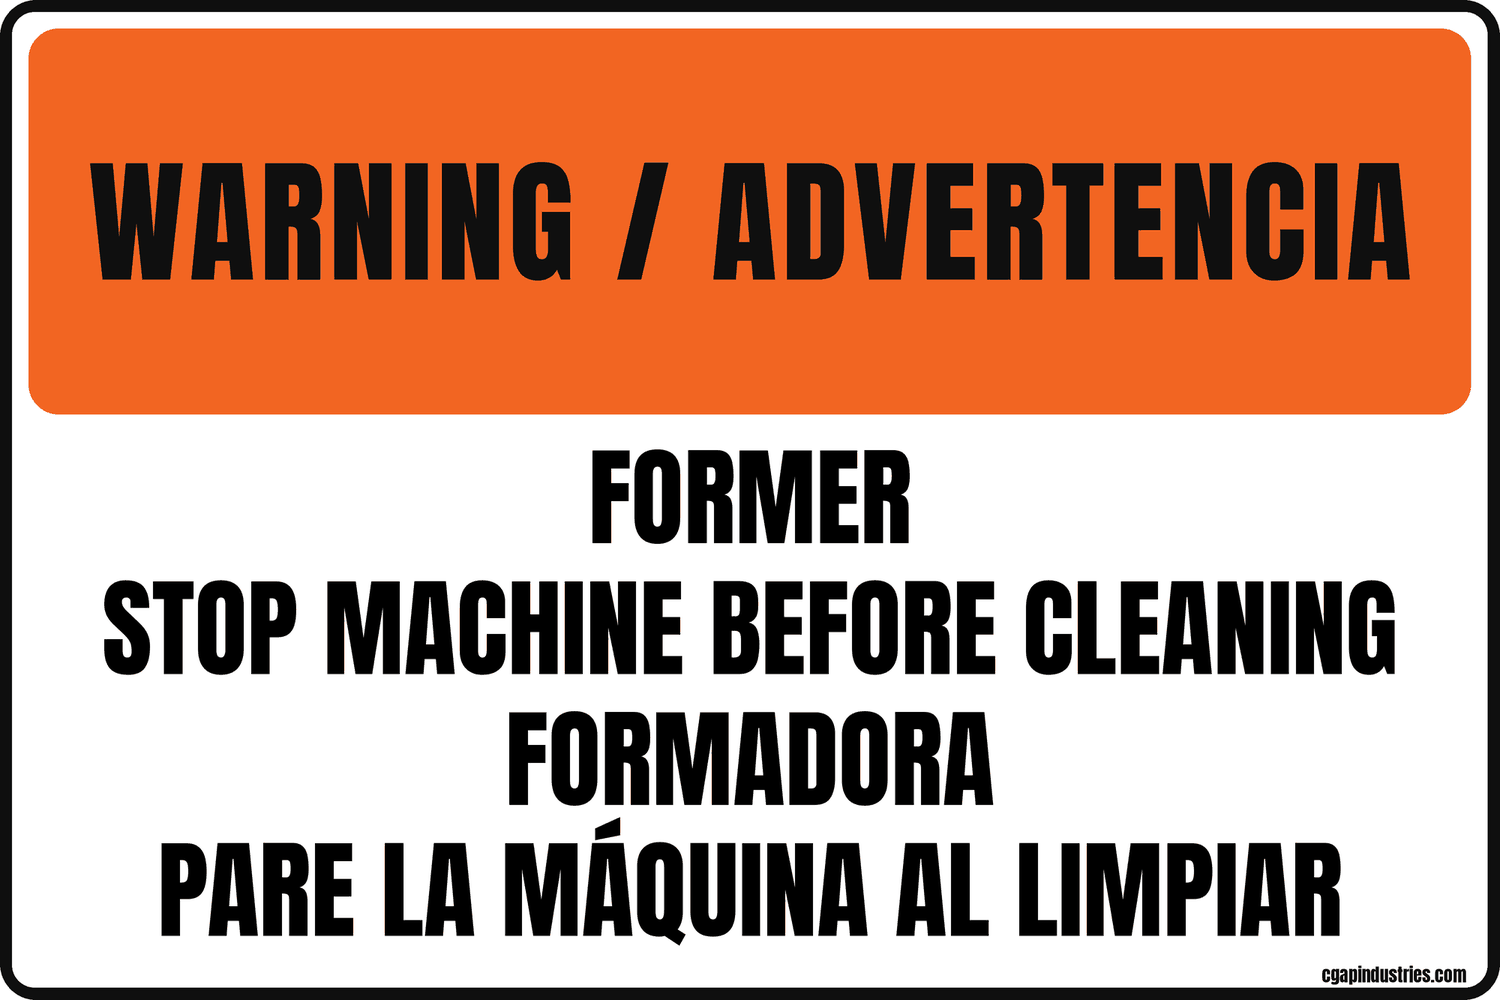 WARNING / ADVERTENCIA
FORMER
STOP MACHINE BEFORE CLEANING
FORMADORA
PARE LA MÁQUINA AL LIMPIAR
cgapindustries.com